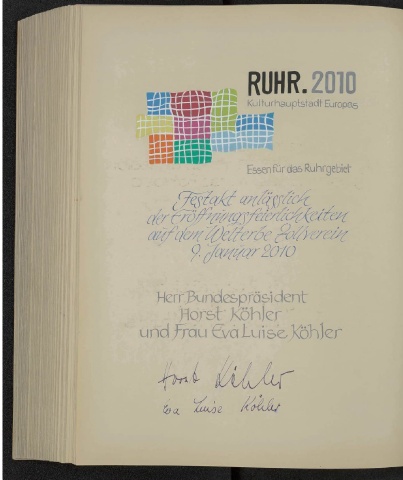 RUHR.2010
Kulturhauptstadt Europas
Essen für das Ruhrgebiet
Festakt anlässlich
der Eröffnungsfeierlichkeiten
auf dem Welterbe Zollverein
9. Januar 2010
Herr Bundespräsident
Horst Köhler
und Frau Eva Luise Köhler
Horst Köhler
Eva Luise Köhler